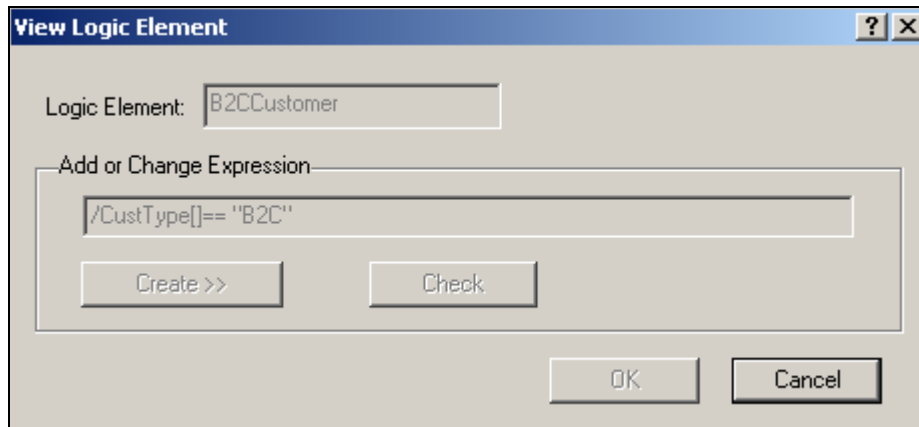 View Logic Element
Logic Element: B2CCustomer
Add or Change Expression
/CustType[]== "B2C"
Create >> Check
OK Cancel